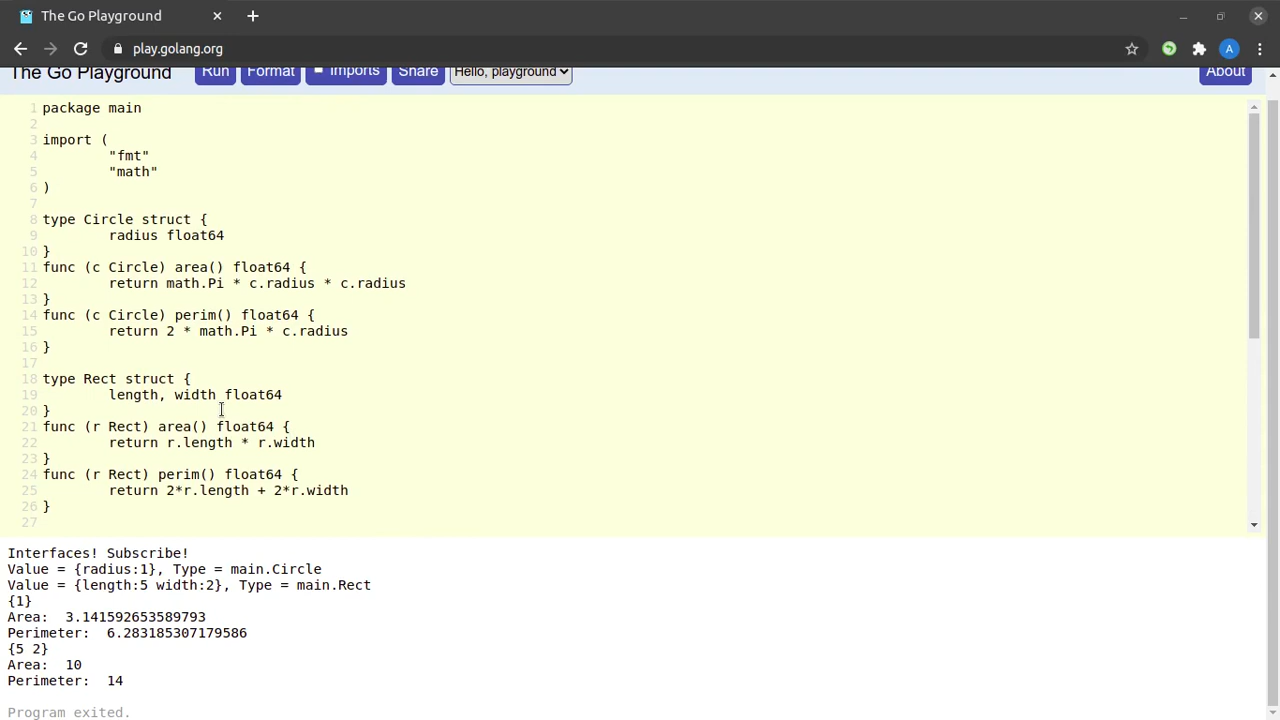 The Go Playground
play.golang.org
A
The Go Playground Run Format Imports Share Hello, playground About
1 package main
2
3 import (
4 "fmt"
5 "math"
6 )
7
8 type Circle struct {
9 radius float64
10 }
11 func (c Circle) area() float64 {
12 return math.Pi * c.radius * c.radius
13 }
14 func (c Circle) perim() float64 {
15 return 2 * math.Pi * c.radius
16 }
17
18 type Rect struct {
19 length, width float64
20 }
21 func (r Rect) area() float64 {
22 return r.length * r.width
23 }
24 func (r Rect) perim() float64 {
25 return 2*r.length + 2*r.width
26 }
27
Interfaces! Subscribe!
Value = {radius:1}, Type = main.Circle
Value = {length:5 width:2}, Type = main.Rect
{1}
Area:  3.141592653589793
Perimeter:  6.283185307179586
{5 2}
Area:  10
Perimeter:  14
Program exited.